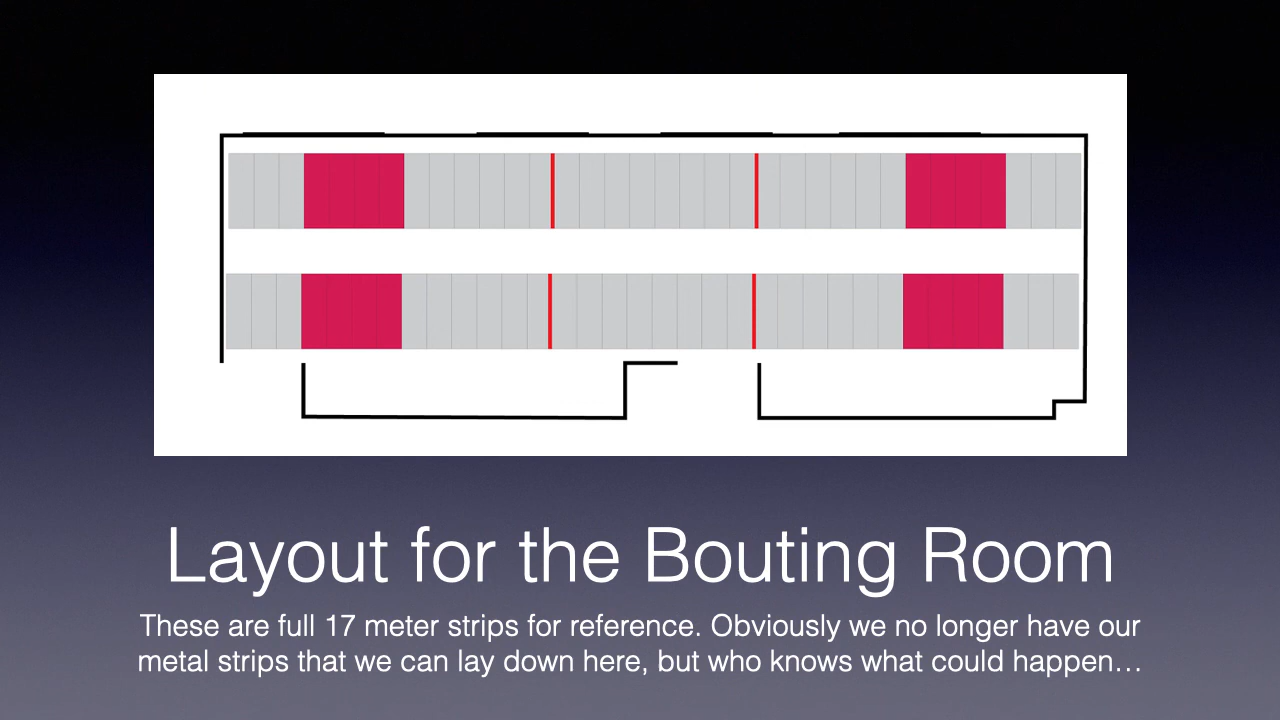 Layout for the Bouting Room
These are full 17 meter strips for reference. Obviously we no longer have our
metal strips that we can lay down here, but who knows what could happen…